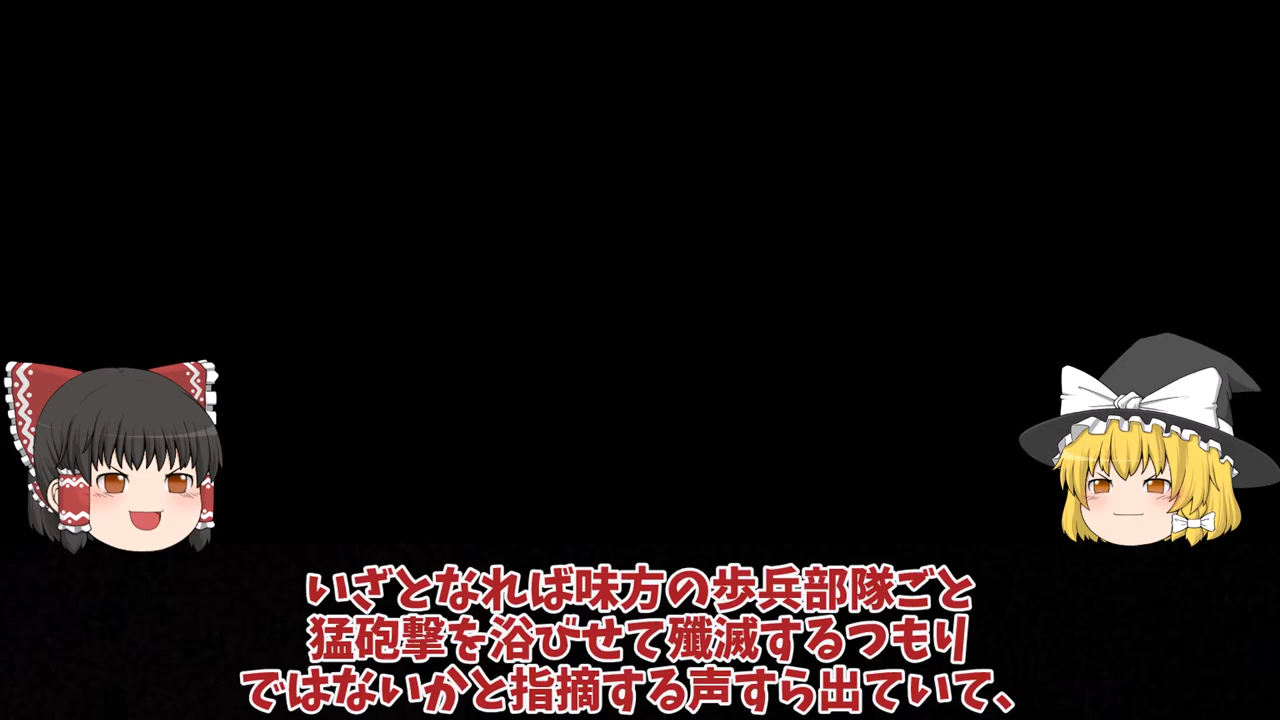 いざとなれば味方の歩兵部隊ごと
猛砲撃を浴びせて殲滅するつもり
ではないかと指摘する声すら出ていて、